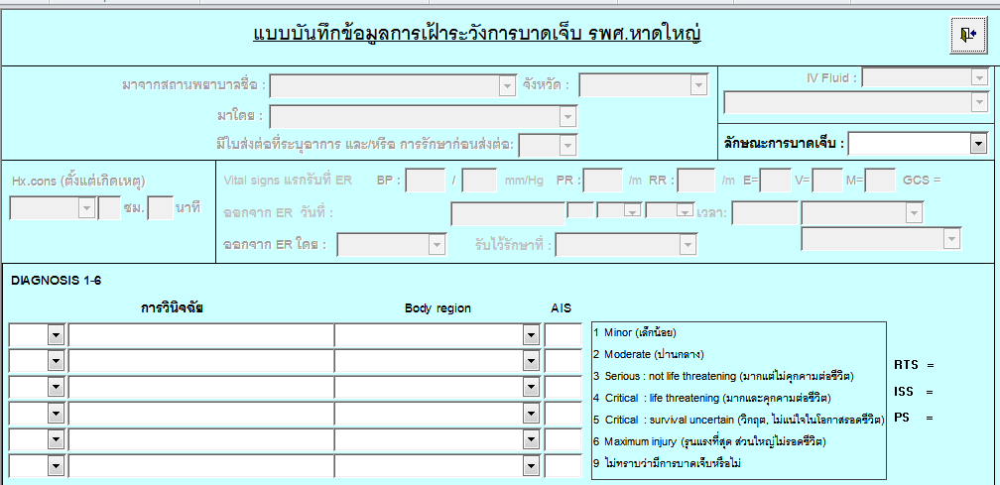 แบบบันทึกข้อมูลการเฝ้าระวังการบาดเจ็บ รพศ.หาดใหญ่
มาจากสถานพยาบาลชื่อ : จังหวัด :
IV Fluid :
มาโดย :
มีใบส่งต่อที่ระบุอาการ และ/หรือ การรักษาก่อนส่งต่อ:
ลักษณะการบาดเจ็บ :
Hx.cons (ตั้งแต่เกิดเหตุ)
ชม. นาที
Vital signs แรกรับที่ ER BP : / mm/Hg PR : /m RR : /m E= V= M= GCS =
ออกจาก ER วันที่ : เวลา:
ออกจาก ER โดย : รับไว้รักษาที่ :
DIAGNOSIS 1-6
การวินิจฉัย Body region AIS
1 Minor (เล็กน้อย)
2 Moderate (ปานกลาง)
3 Serious : not life threatening (มากแต่ไม่คุกคามต่อชีวิต)
4 Critical : life threatening (มากและคุกคามต่อชีวิต)
5 Critical : survival uncertain (วิกฤต, ไม่แน่ใจในโอกาสรอดชีวิต)
6 Maximum injury (รุนแรงที่สุด ส่วนใหญ่ไม่รอดชีวิต)
9 ไม่ทราบว่ามีการบาดเจ็บหรือไม่
RTS =
ISS =
PS =